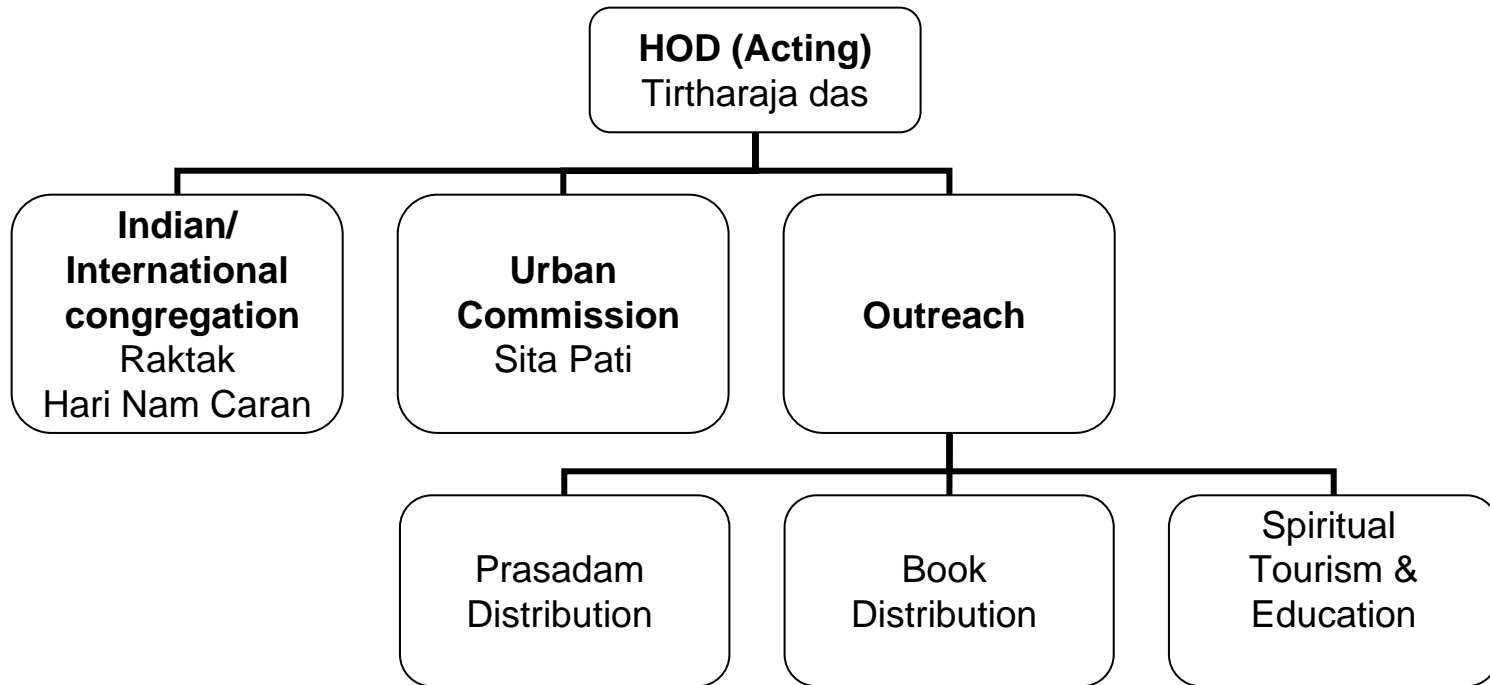 HOD (Acting)
Tirtharaja das
Indian/
International
congregation
Raktak
Hari Nam Caran
Urban
Commission
Sita Pati
Outreach
Prasadam
Distribution
Book
Distribution
Spiritual
Tourism &
Education